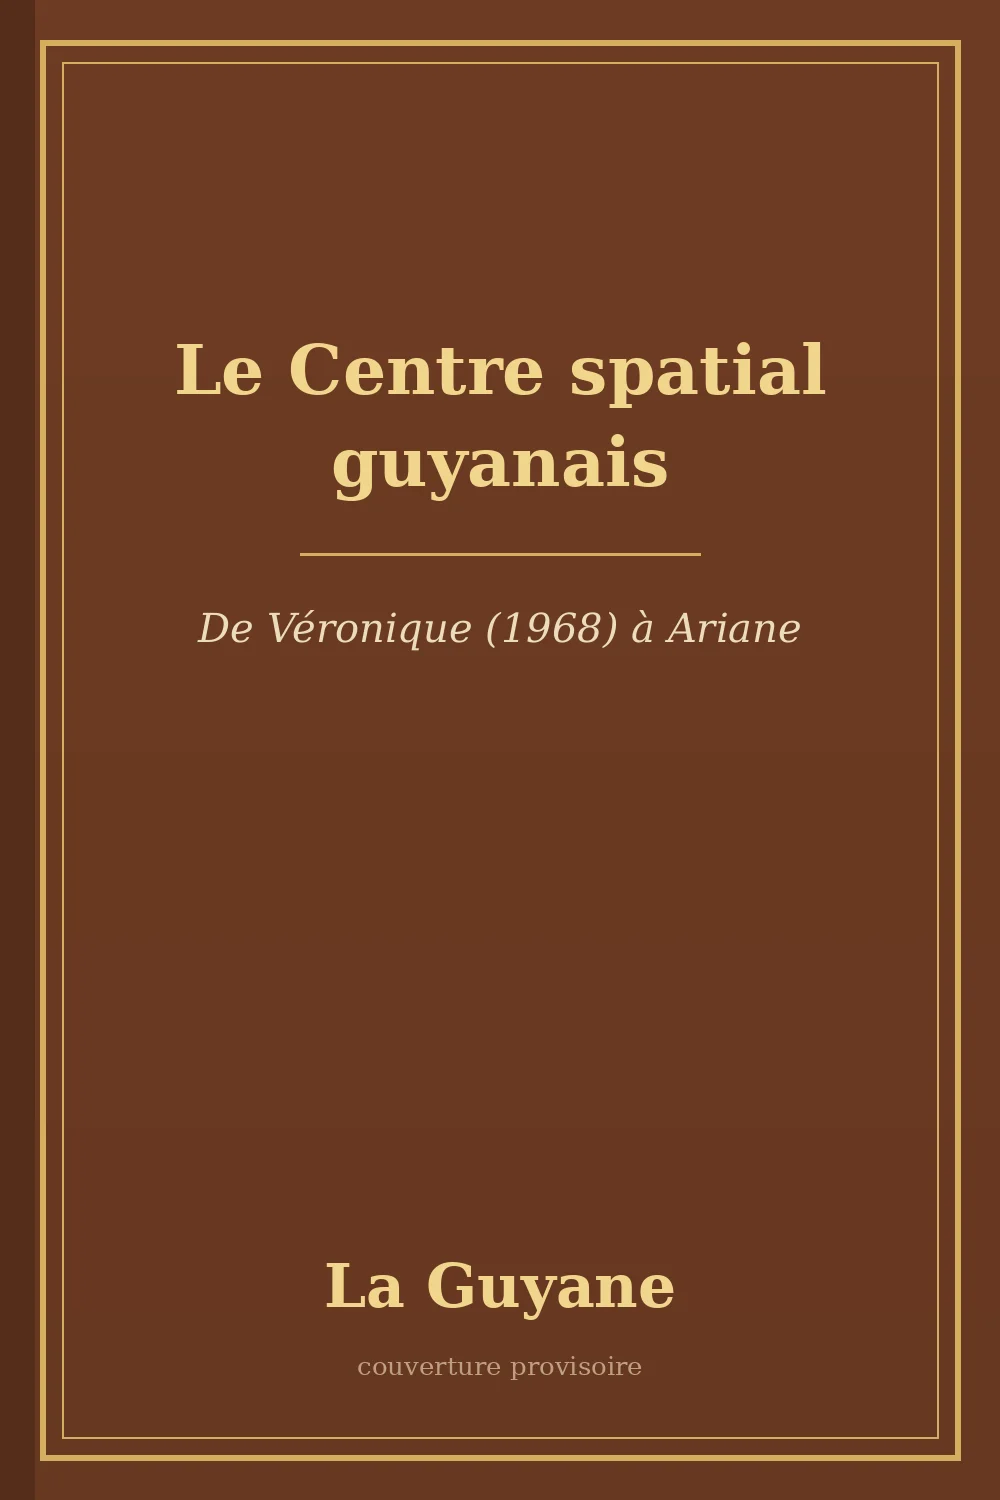 Le Centre spatial
guyanais
De Véronique (1968) à Ariane
La Guyane
couverture provisoire